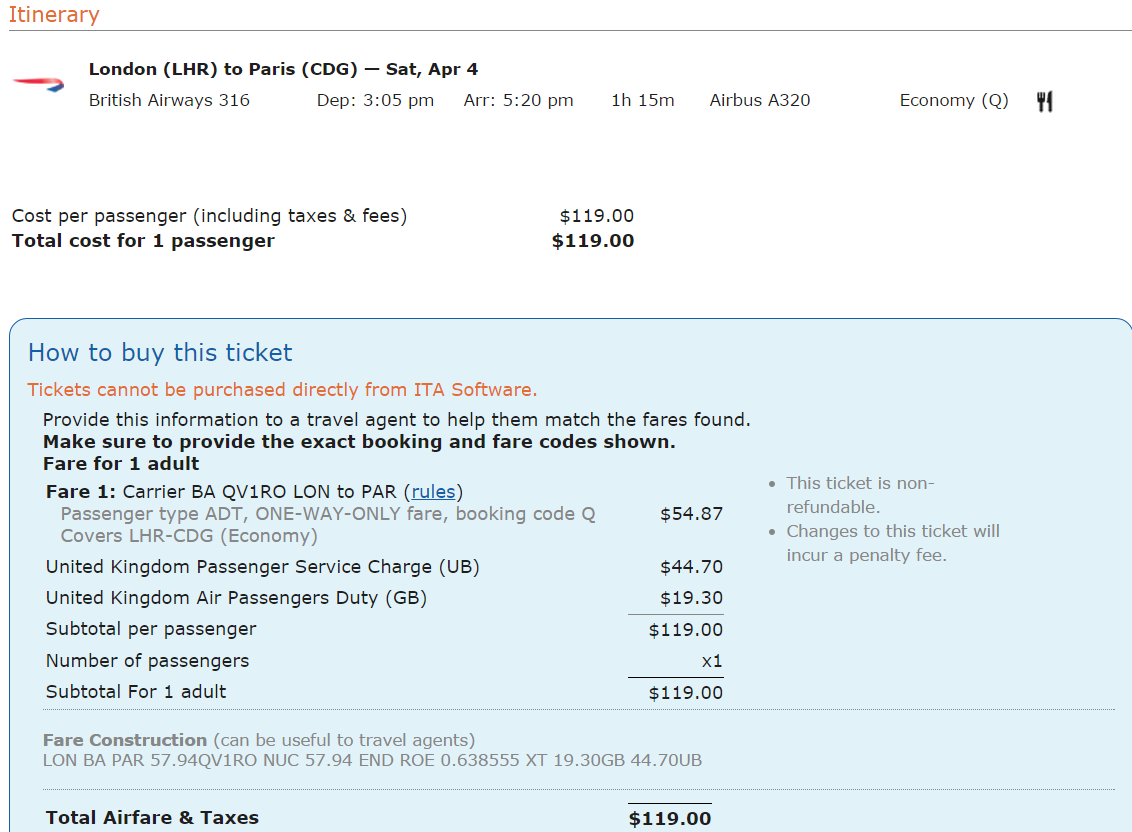 Itinerary
London (LHR) to Paris (CDG) — Sat, Apr 4
British Airways 316 Dep: 3:05 pm Arr: 5:20 pm 1h 15m Airbus A320 Economy (Q)
Cost per passenger (including taxes & fees) $119.00
Total cost for 1 passenger $119.00
How to buy this ticket
Tickets cannot be purchased directly from ITA Software.
Provide this information to a travel agent to help them match the fares found.
Make sure to provide the exact booking and fare codes shown.
Fare for 1 adult
Fare 1: Carrier BA QV1RO LON to PAR (rules)
Passenger type ADT, ONE-WAY-ONLY fare, booking code Q $54.87
Covers LHR-CDG (Economy)
United Kingdom Passenger Service Charge (UB) $44.70
United Kingdom Air Passengers Duty (GB) $19.30
Subtotal per passenger $119.00
Number of passengers x1
Subtotal For 1 adult $119.00
• This ticket is non-
refundable.
• Changes to this ticket will
incur a penalty fee.
Fare Construction (can be useful to travel agents)
LON BA PAR 57.94QV1RO NUC 57.94 END ROE 0.638555 XT 19.30GB 44.70UB
Total Airfare & Taxes $119.00